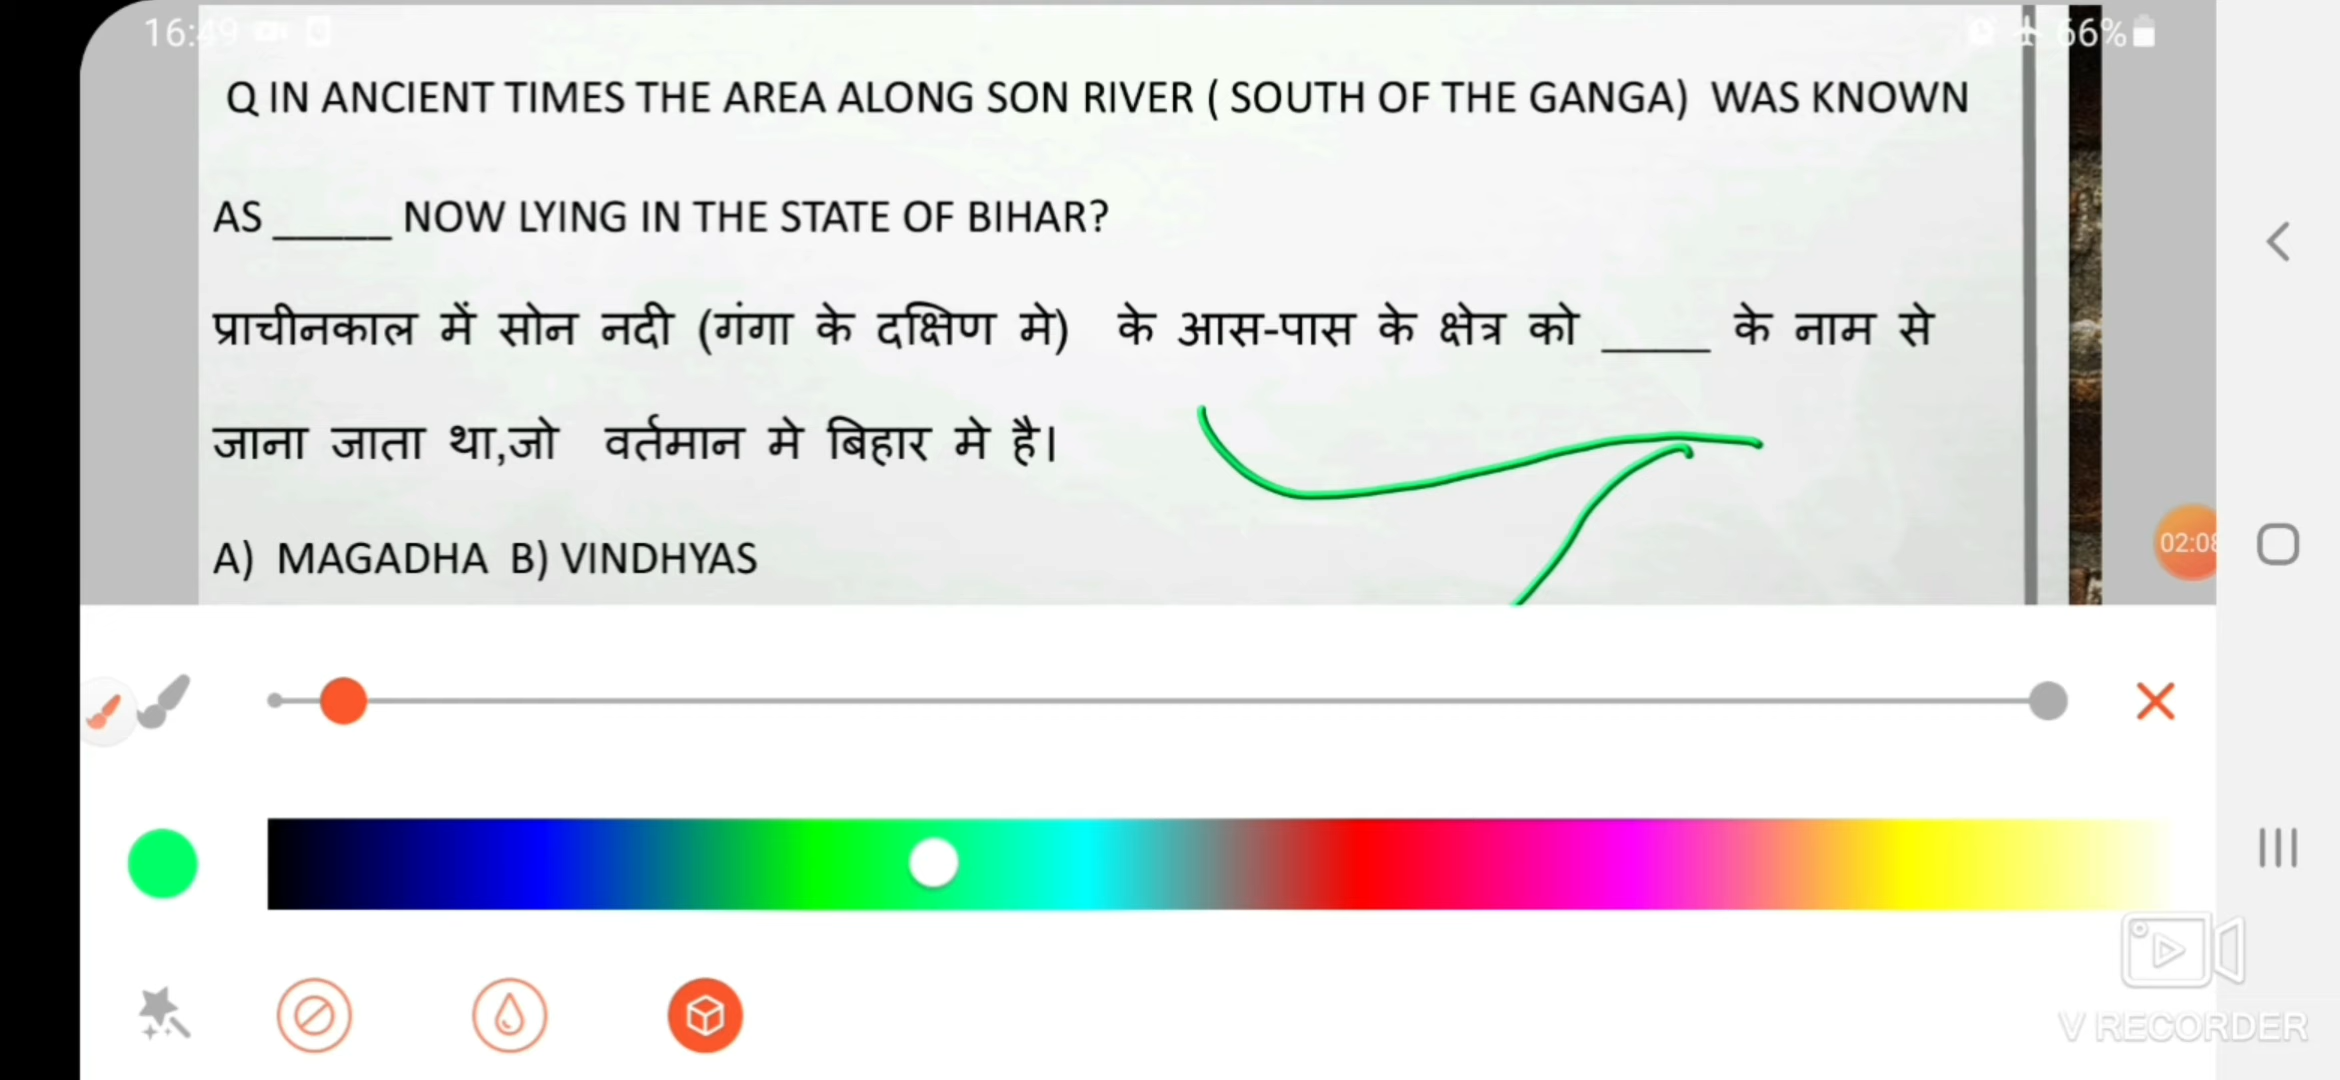 16:49 66%
Q IN ANCIENT TIMES THE AREA ALONG SON RIVER ( SOUTH OF THE GANGA) WAS KNOWN
AS _____ NOW LYING IN THE STATE OF BIHAR?
प्राचीनकाल में सोन नदी (गंगा के दक्षिण मे) के आस-पास के क्षेत्र को _____ के नाम से
जाना जाता था,जो वर्तमान मे बिहार मे है।
A) MAGADHA B) VINDHYAS
02:08
V RECORDER